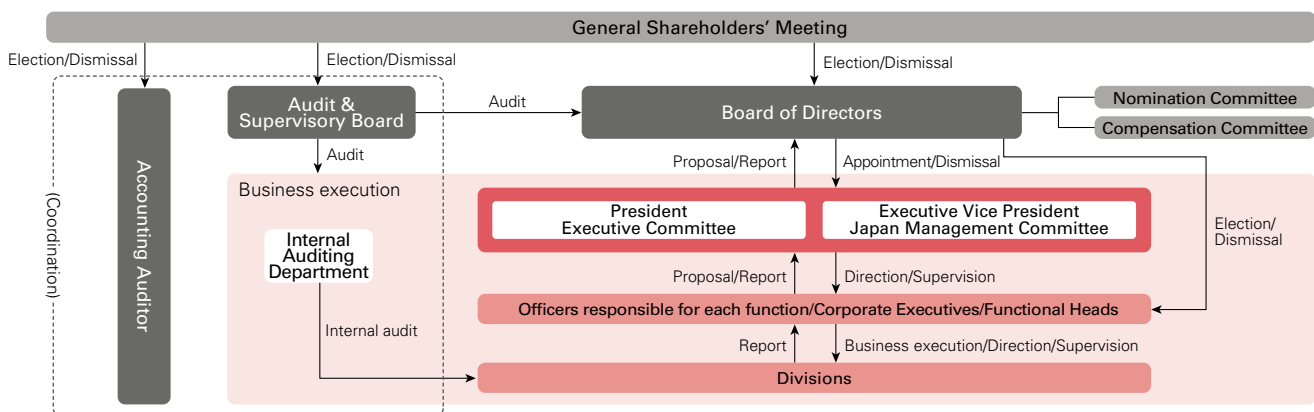 General Shareholders' Meeting
Election/Dismissal
Election/Dismissal
Election/Dismissal
Audit &
Supervisory Board
Audit
Board of Directors
Nomination Committee
Compensation Committee
Audit
Proposal/Report
Appointment/Dismissal
(Coordination)
Accounting Auditor
Business execution
President
Executive Committee
Executive Vice President
Japan Management Committee
Election/
Dismissal
Internal
Auditing
Department
Proposal/Report
Direction/Supervision
Officers responsible for each function/Corporate Executives/Functional Heads
Internal audit
Report
Business execution/Direction/Supervision
Divisions